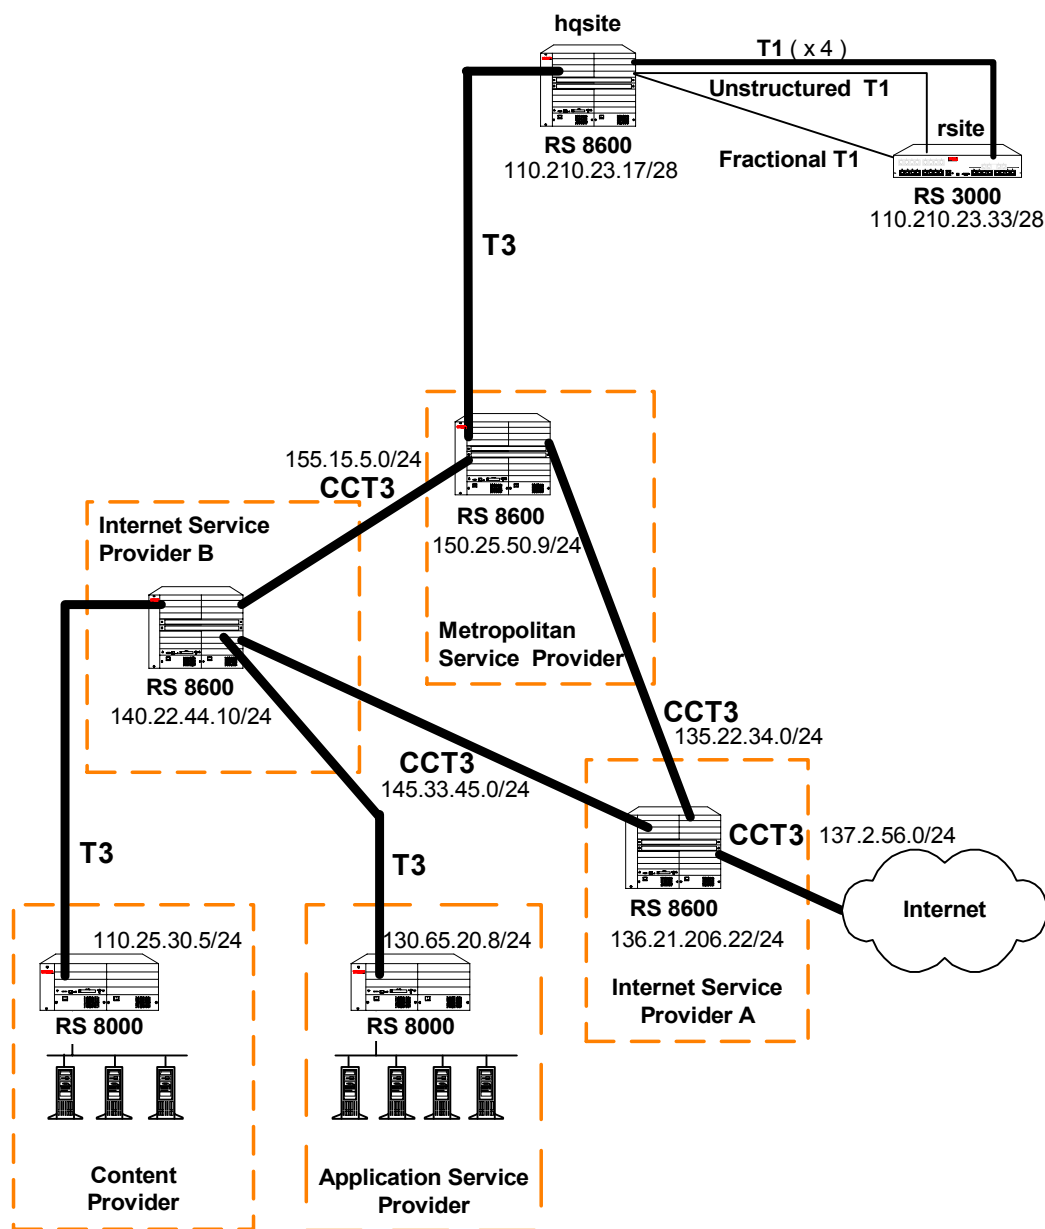 hqsite
T1 ( x 4 )
Unstructured T1
rsite
Fractional T1
RS 8600
110.210.23.17/28
RS 3000
110.210.23.33/28
T3
155.15.5.0/24
CCT3
RS 8600
150.25.50.9/24
Internet Service
Provider B
Metropolitan
Service Provider
RS 8600
140.22.44.10/24
CCT3
135.22.34.0/24
CCT3
145.33.45.0/24
CCT3
137.2.56.0/24
T3
T3
RS 8600
136.21.206.22/24
Internet
110.25.30.5/24
130.65.20.8/24
Internet Service
Provider A
RS 8000
RS 8000
Content
Provider
Application Service
Provider